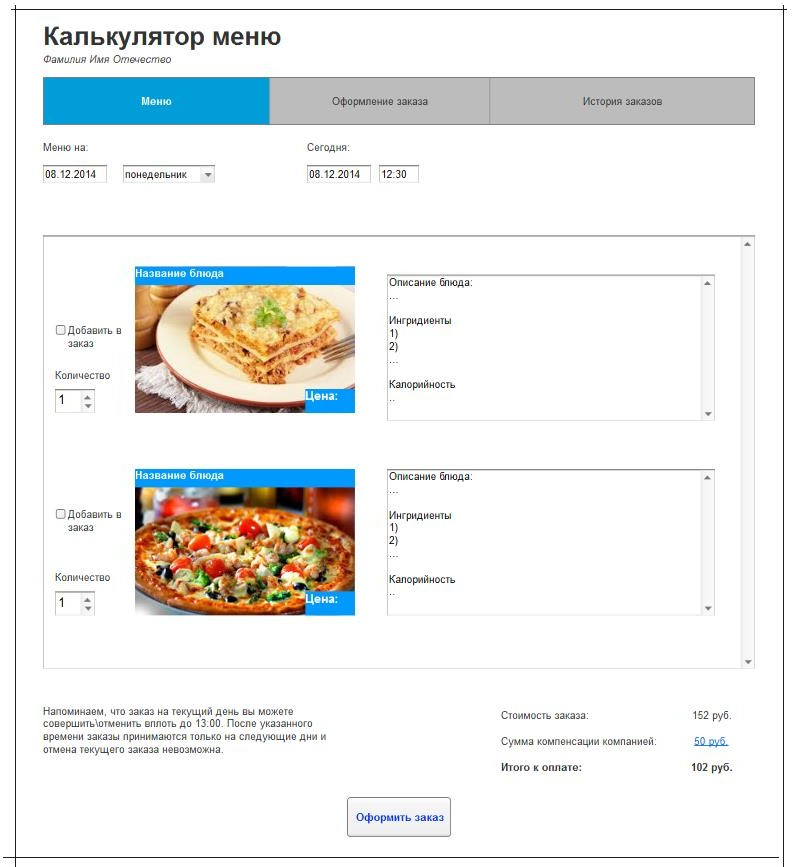 Калькулятор меню
Фамилия Имя Отечество
Меню
Оформление заказа
История заказов
Меню на:
Сегодня:
08.12.2014
понедельник
08.12.2014
12:30
Название блюда
Добавить в
заказ
Количество
1
Цена:
Описание блюда:
...
Ингридиенты
1)
2)
...
Калорийность
..
Название блюда
Добавить в
заказ
Количество
1
Цена:
Описание блюда:
...
Ингридиенты
1)
2)
...
Калорийность
..
Напоминаем, что заказ на текущий день вы можете
совершить\отменить вплоть до 13:00. После указанного
времени заказы принимаются только на следующие дни и
отмена текущего заказа невозможна.
Стоимость заказа: 152 руб.
Сумма компенсации компанией: 50 руб.
Итого к оплате: 102 руб.
Оформить заказ